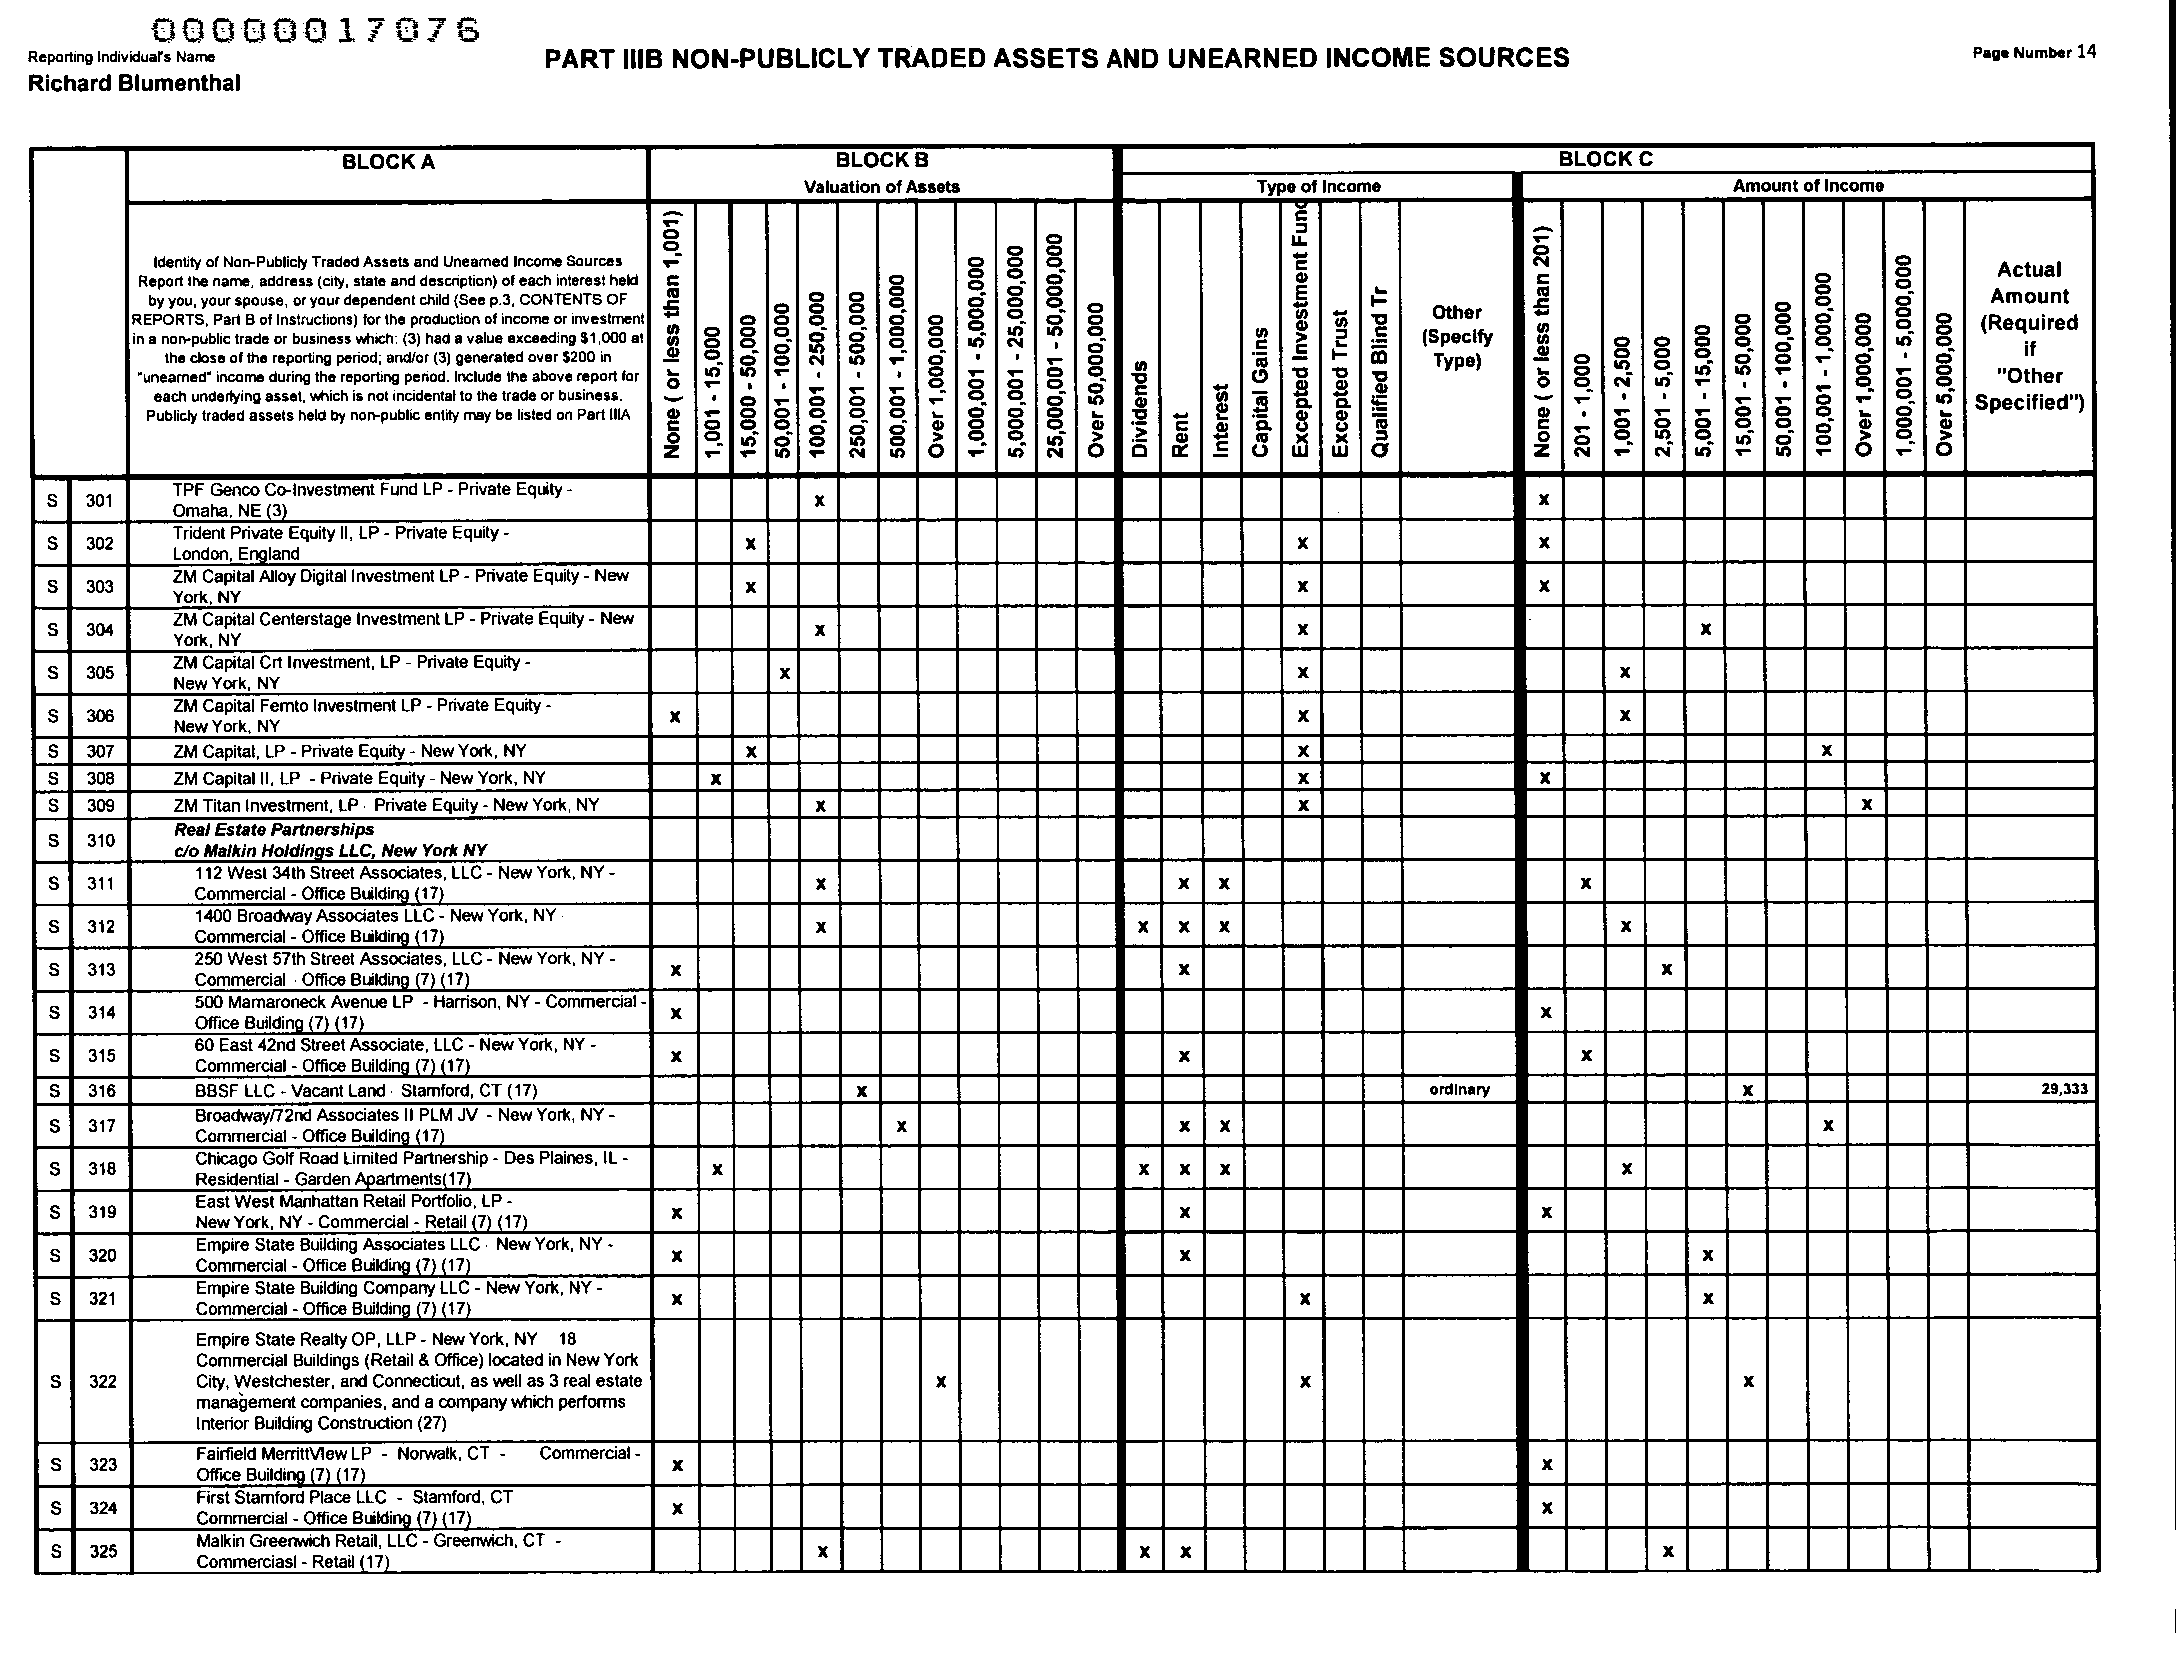 00000017076
Reporting Individual's Name
Richard Blumenthal
PART IIIB NON-PUBLICLY TRADED ASSETS AND UNEARNED INCOME SOURCES
Page Number 14
BLOCK A
BLOCK B
BLOCK C
Valuation of Assets
Type of Income
Amount of Income
Identity of Non-Publicly Traded Assets and Unearned Income Sources
Report the name, address (city, state and description) of each interest held
by you, your spouse, or your dependent child (See p.3, CONTENTS OF
REPORTS, Part B of Instructions) for the production of income or investment
in a non-public trade or business which: (3) had a value exceeding $1,000 at
the close of the reporting period; and/or (3) generated over $200 in
"unearned" income during the reporting period. Include the above report for
each underlying asset, which is not incidental to the trade or business.
Publicly traded assets held by non-public entity may be listed on Part IIIA
None ( or less than 1,001)
1,001 - 15,000
15,000 - 50,000
50,001 - 100,000
100,001 - 250,000
250,001 - 500,000
500,001 - 1,000,000
Over 1,000,000
1,000,001 - 5,000,000
5,000,001 - 25,000,000
25,000,001 - 50,000,000
Over 50,000,000
Dividends
Rent
Interest
Capital Gains
Excepted Investment Fund
Excepted Trust
Qualified Blind Tr
Other
(Specify
Type)
None ( or less than 201)
201 - 1,000
1,001 - 2,500
2,501 - 5,000
5,001 - 15,000
15,001 - 50,000
50,001 - 100,000
100,001 - 1,000,000
Over 1,000,000
1,000,001 - 5,000,000
Over 5,000,000
Actual
Amount
(Required
if
"Other
Specified")
S 301 TPF Genco Co-Investment Fund LP - Private Equity -
Omaha, NE (3) x x
S 302 Trident Private Equity II, LP - Private Equity -
London, England x x x
S 303 ZM Capital Alloy Digital Investment LP - Private Equity - New
York, NY x x x
S 304 ZM Capital Centerstage Investment LP - Private Equity - New
York, NY x x x
S 305 ZM Capital Crt Investment, LP - Private Equity -
New York, NY x x x
S 306 ZM Capital Femto Investment LP - Private Equity -
New York, NY x x x
S 307 ZM Capital, LP - Private Equity - New York, NY x x x
S 308 ZM Capital II, LP - Private Equity - New York, NY x x x
S 309 ZM Titan Investment, LP - Private Equity - New York, NY x x x
S 310 Real Estate Partnerships
c/o Malkin Holdings LLC, New York NY
S 311 112 West 34th Street Associates, LLC - New York, NY -
Commercial - Office Building (17) x x x x
S 312 1400 Broadway Associates LLC - New York, NY -
Commercial - Office Building (17) x x x x x
S 313 250 West 57th Street Associates, LLC - New York, NY -
Commercial - Office Building (7) (17) x x x
S 314 500 Mamaroneck Avenue LP - Harrison, NY - Commercial -
Office Building (7) (17) x x
S 315 60 East 42nd Street Associate, LLC - New York, NY -
Commercial - Office Building (7) (17) x x x
S 316 BBSF LLC - Vacant Land - Stamford, CT (17) x ordinary x 29,333
S 317 Broadway/72nd Associates II PLM JV - New York, NY -
Commercial - Office Building (17) x x x x
S 318 Chicago Golf Road Limited Partnership - Des Plaines, IL -
Residential - Garden Apartments(17) x x x x x
S 319 East West Manhattan Retail Portfolio, LP -
New York, NY - Commercial - Retail (7) (17) x x x
S 320 Empire State Building Associates LLC - New York, NY -
Commercial - Office Building (7) (17) x x x
S 321 Empire State Building Company LLC - New York, NY -
Commercial - Office Building (7) (17) x x x
S 322 Empire State Realty OP, LLP - New York, NY 18
Commercial Buildings (Retail & Office) located in New York
City, Westchester, and Connecticut, as well as 3 real estate
management companies, and a company which performs
Interior Building Construction (27) x x x
S 323 Fairfield MerrittView LP - Norwalk, CT - Commercial -
Office Building (7) (17) x x
S 324 First Stamford Place LLC - Stamford, CT
Commercial - Office Building (7) (17) x x
S 325 Malkin Greenwich Retail, LLC - Greenwich, CT -
Commerciasl - Retail (17) x x x x